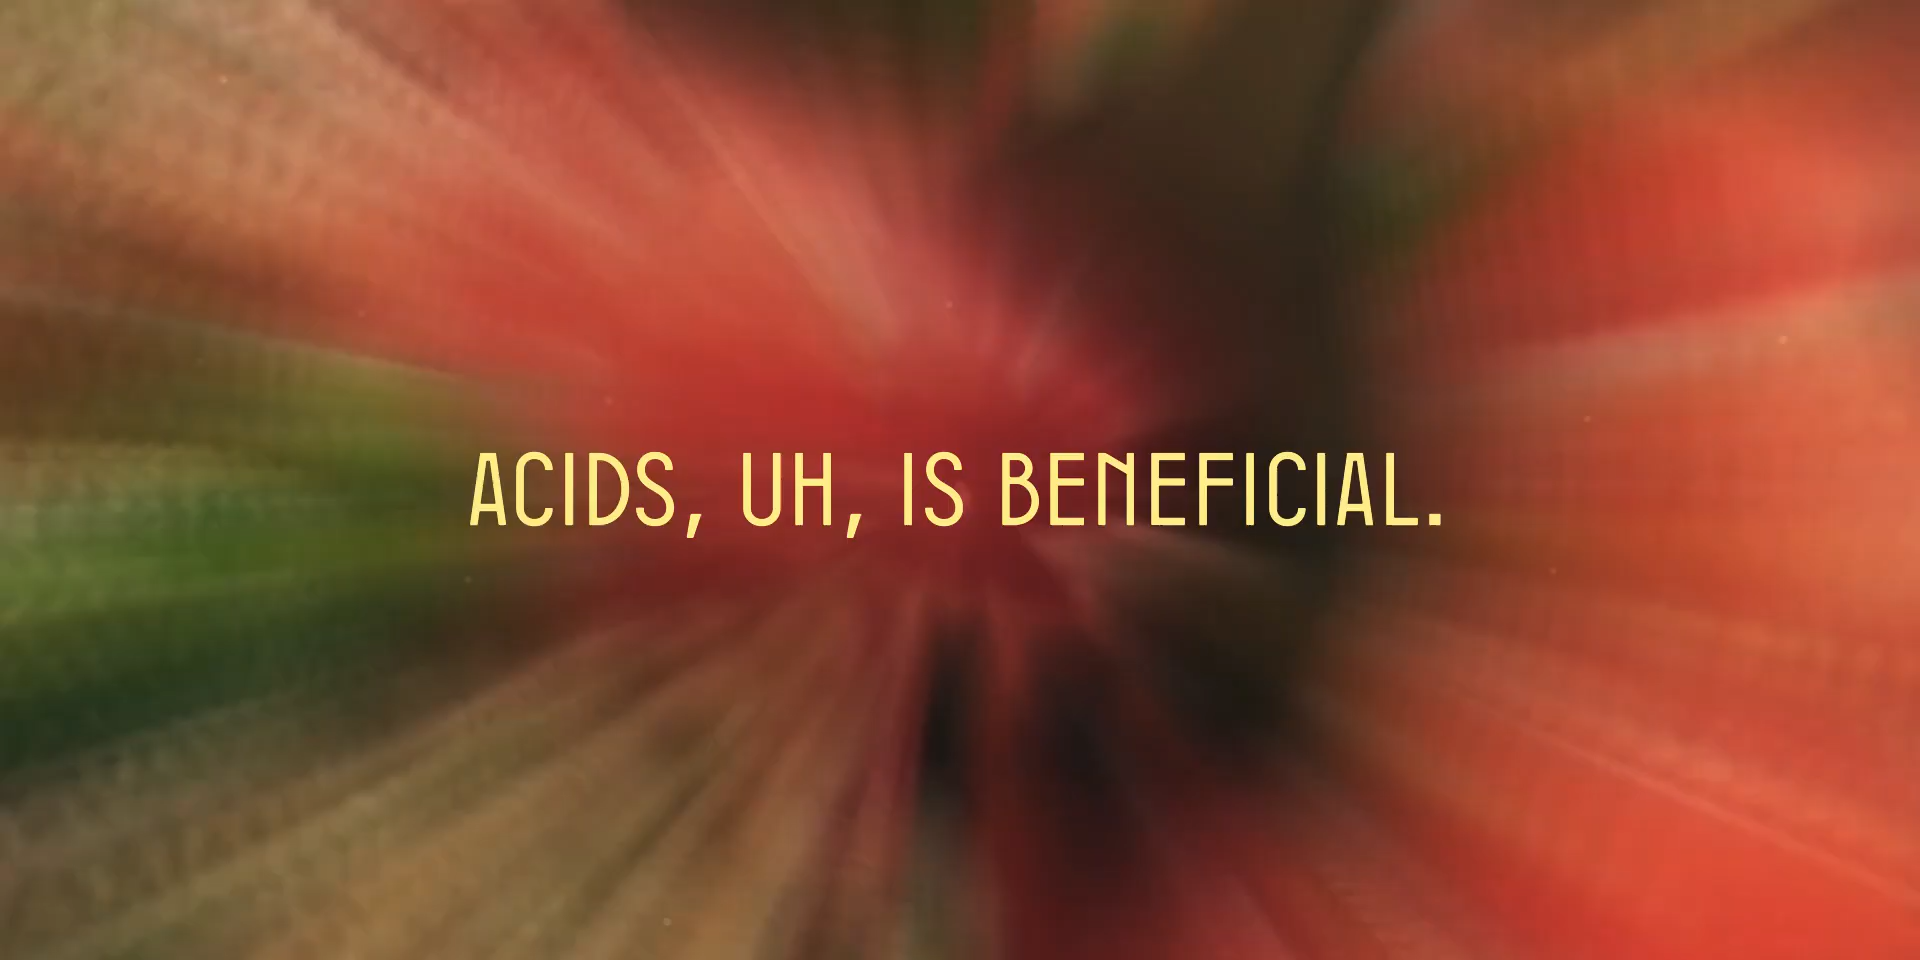 ACIDS, UH, IS BENEFICIAL.